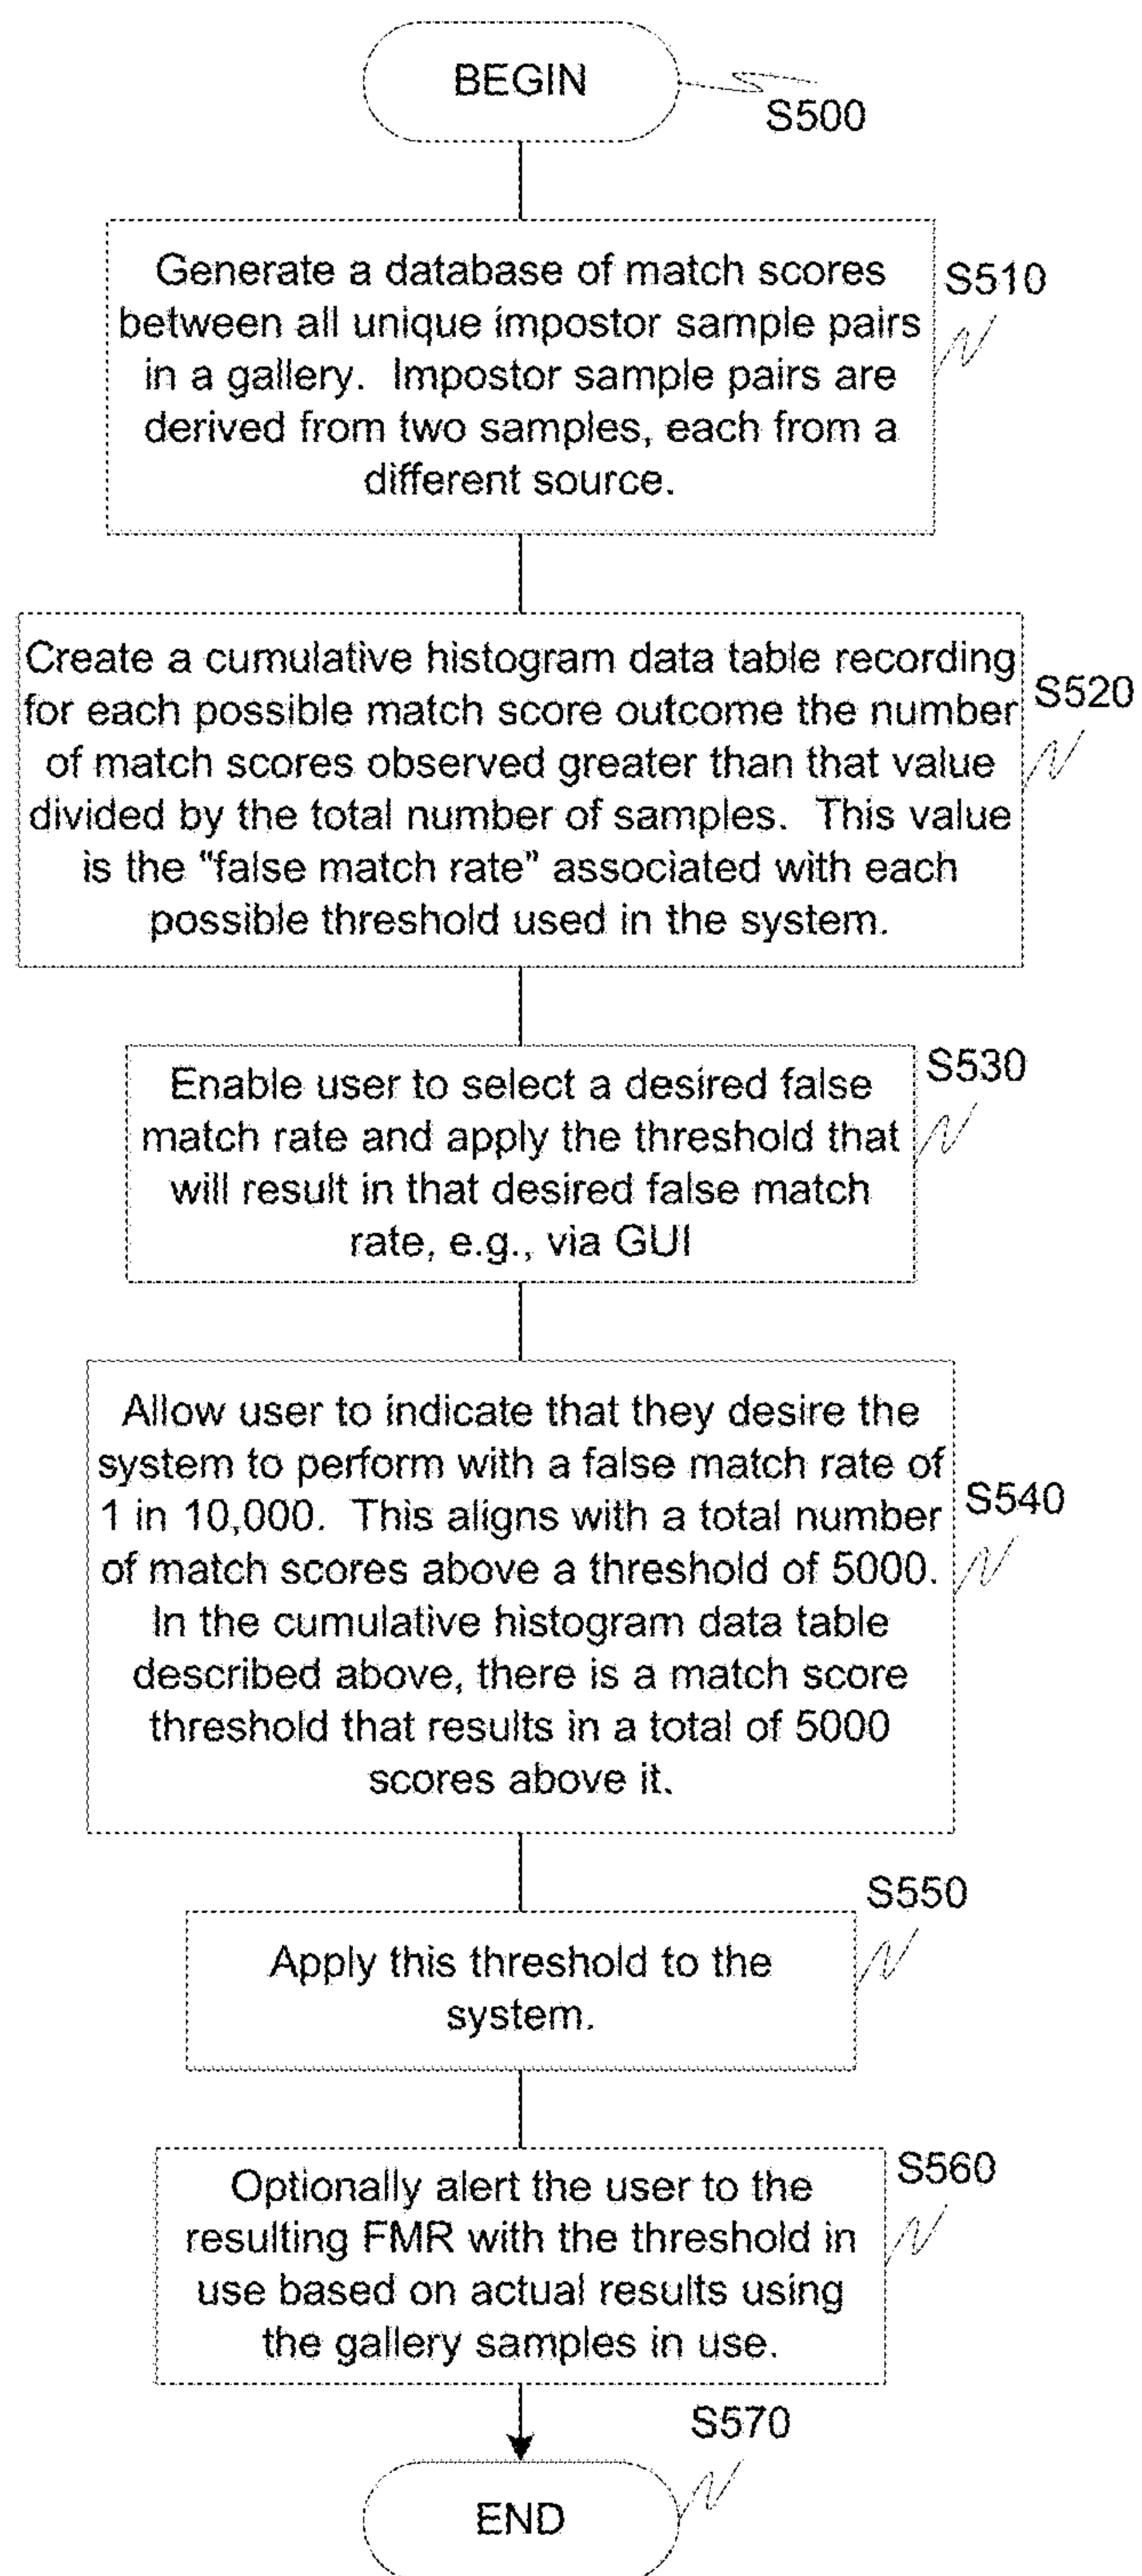 BEGIN
S500
Generate a database of match scores
between all unique impostor sample pairs
in a gallery. Impostor sample pairs are
derived from two samples, each from a
different source.
S510
Create a cumulative histogram data table recording
for each possible match score outcome the number
of match scores observed greater than that value
divided by the total number of samples. This value
is the "false match rate" associated with each
possible threshold used in the system.
S520
Enable user to select a desired false
match rate and apply the threshold that
will result in that desired false match
rate, e.g., via GUI
S530
Allow user to indicate that they desire the
system to perform with a false match rate of
1 in 10,000. This aligns with a total number
of match scores above a threshold of 5000.
In the cumulative histogram data table
described above, there is a match score
threshold that results in a total of 5000
scores above it.
S540
Apply this threshold to the
system.
S550
Optionally alert the user to the
resulting FMR with the threshold in
use based on actual results using
the gallery samples in use.
S560
END
S570